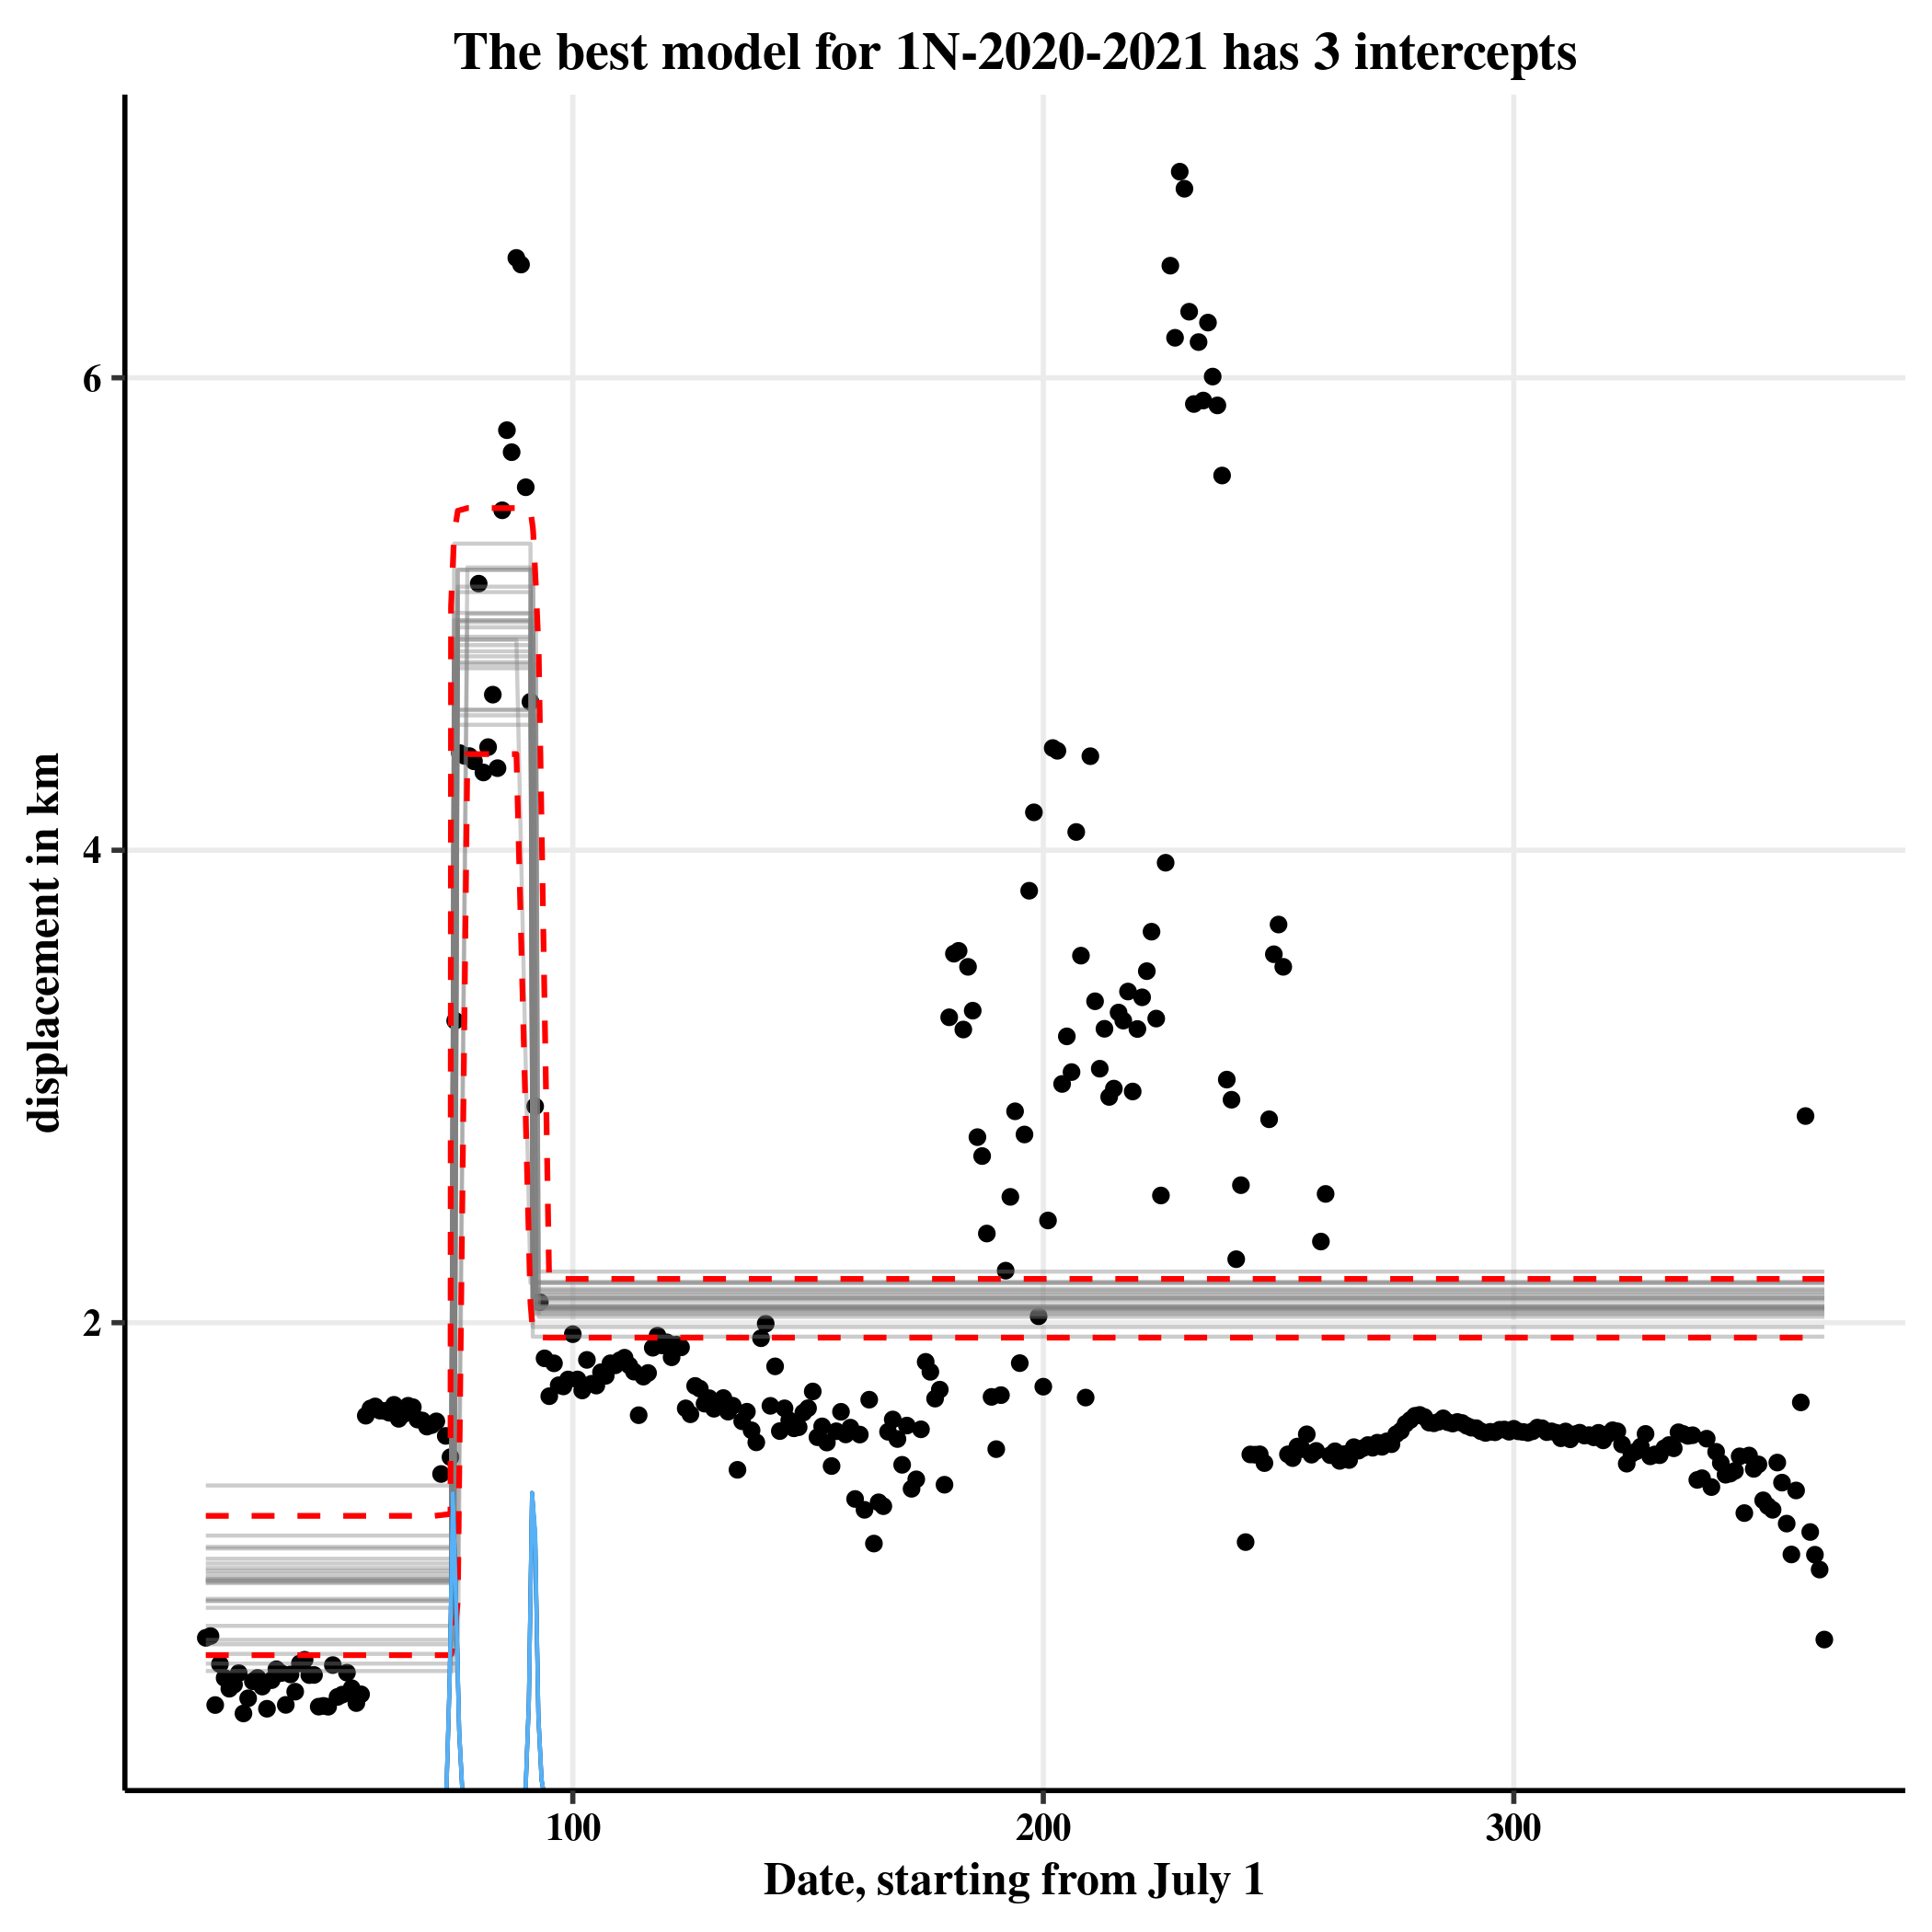 The best model for 1N-2020-2021 has 3 intercepts
displacement in km
6
4
2
100 200 300
Date, starting from July 1